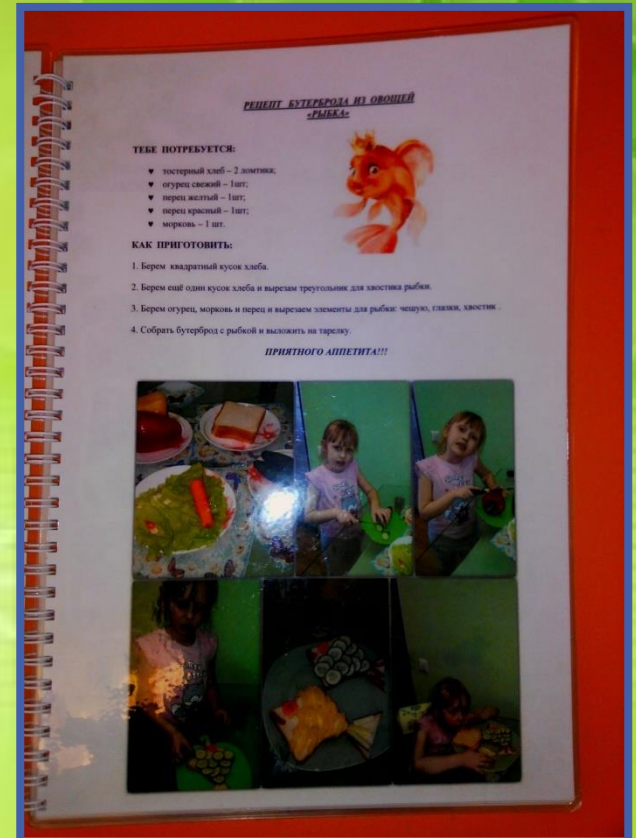 РЕЦЕПТ БУТЕРБРОДА ИЗ ОВОЩЕЙ
«РЫБКА»
ТЕБЕ ПОТРЕБУЕТСЯ:
♥ тостерный хлеб – 2 ломтика;
♥ огурец свежий – 1шт;
♥ перец желтый – 1шт;
♥ перец красный – 1шт;
♥ морковь – 1 шт.
КАК ПРИГОТОВИТЬ:
1. Берем квадратный кусок хлеба.
2. Берем ещё один кусок хлеба и вырезам треугольник для хвостика рыбки.
3. Берем огурец, морковь и перец и вырезаем элементы для рыбки: чешую, глазки, хвостик .
4. Собрать бутерброд с рыбкой и выложить на тарелку.
ПРИЯТНОГО АППЕТИТА!!!